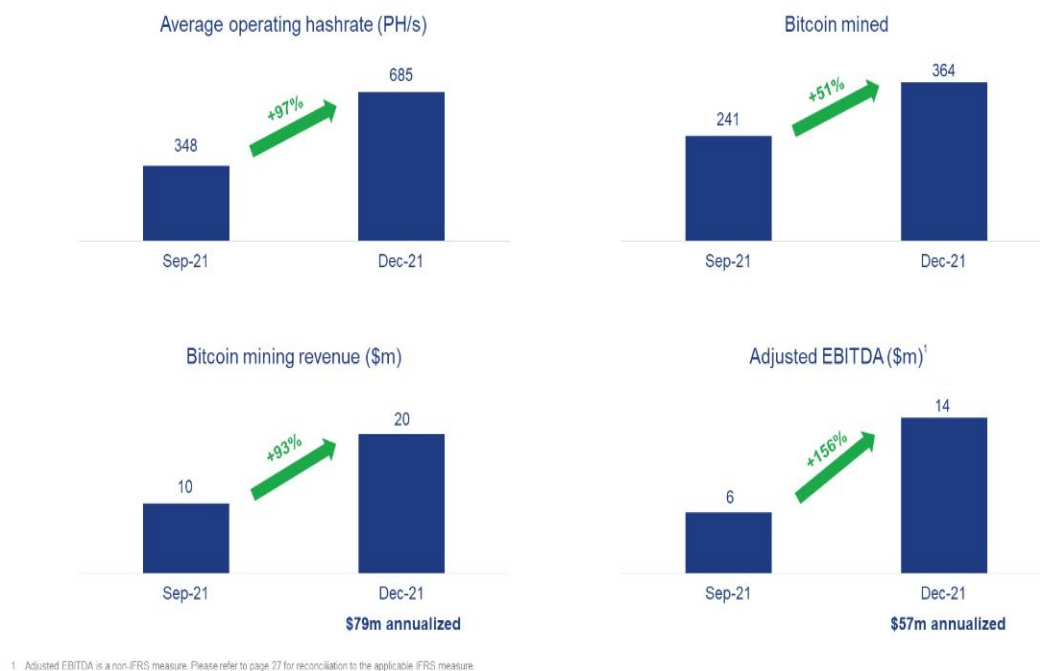 Average operating hashrate (PH/s)
348
+97%
685
Sep-21
Dec-21
Bitcoin mined
241
+51%
364
Sep-21
Dec-21
Bitcoin mining revenue ($m)
10
+93%
20
Sep-21
Dec-21
$79m annualized
Adjusted EBITDA ($m)¹
6
+156%
14
Sep-21
Dec-21
$57m annualized
1. Adjusted EBITDA is a non-IFRS measure. Please refer to page 27 for reconciliation to the applicable IFRS measure